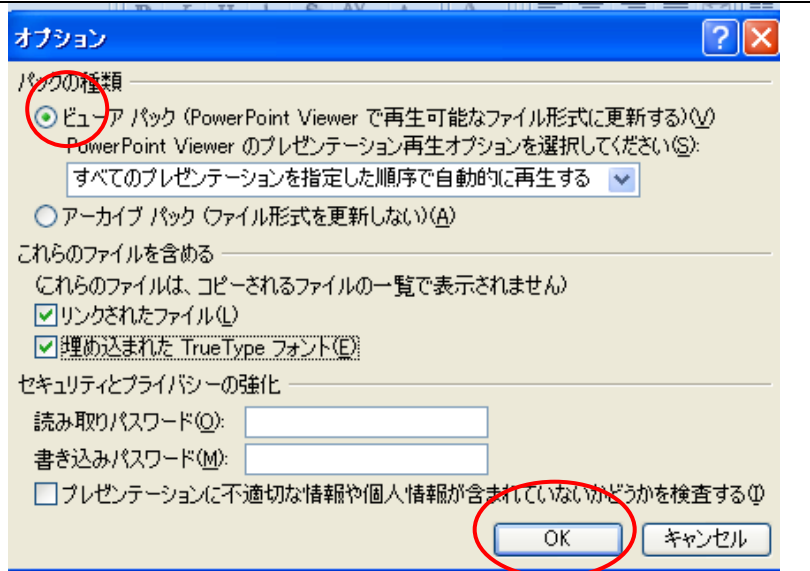 オプション
パックの種類
ビューア パック (PowerPoint Viewer で再生可能なファイル形式に更新する)(V)
PowerPoint Viewer のプレゼンテーション再生オプションを選択してください(S):
すべてのプレゼンテーションを指定した順序で自動的に再生する
アーカイブ パック (ファイル形式を更新しない)(A)
これらのファイルを含める
(これらのファイルは、コピーされるファイルの一覧で表示されません)
リンクされたファイル(L)
埋め込まれた TrueType フォント(E)
セキュリティとプライバシーの強化
読み取りパスワード(O):
書き込みパスワード(M):
プレゼンテーションに不適切な情報や個人情報が含まれていないかどうかを検査する(I)
OK キャンセル